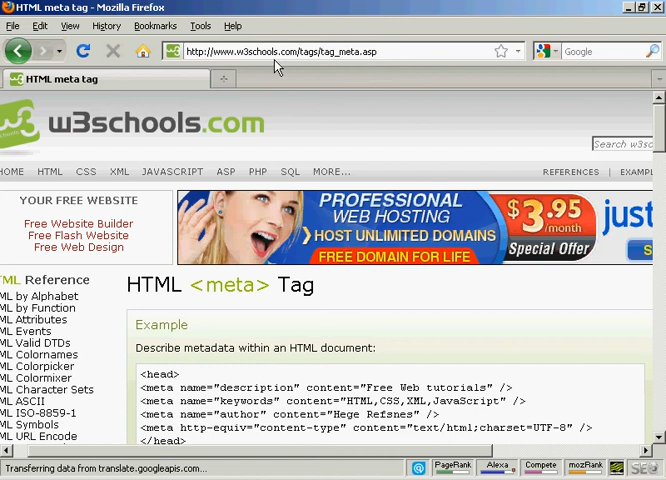 HTML meta tag - Mozilla Firefox
File Edit View History Bookmarks Tools Help
http://www.w3schools.com/tags/tag_meta.asp
Google
HTML meta tag
w3schools.com
Search w3sc
HOME HTML CSS XML JAVASCRIPT ASP PHP SQL MORE...
REFERENCES | EXAMPL
YOUR FREE WEBSITE
Free Website Builder
Free Flash Website
Free Web Design
PROFESSIONAL
WEB HOSTING
HOST UNLIMITED DOMAINS
FREE DOMAIN FOR LIFE
$3.95
/month
Special Offer
just
S
HTML <meta> Tag
TML Reference
ML by Alphabet
ML by Function
ML Attributes
ML Events
ML Valid DTDs
ML Colornames
ML Colorpicker
ML Colormixer
ML Character Sets
ML ASCII
ML ISO-8859-1
ML Symbols
ML URL Encode
Example
Describe metadata within an HTML document:
<head>
<meta name="description" content="Free Web tutorials" />
<meta name="keywords" content="HTML,CSS,XML,JavaScript" />
<meta name="author" content="Hege Refsnes" />
<meta http-equiv="content-type" content="text/html;charset=UTF-8" />
</head>
Transferring data from translate.googleapis.com...
@ PageRank Alexa Compete mozRank SEO